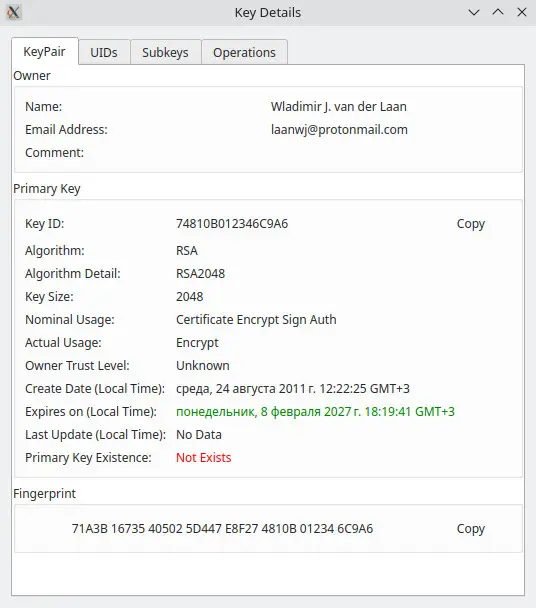 Key Details
KeyPair UIDs Subkeys Operations
Owner
Name: Wladimir J. van der Laan
Email Address: laanwj@protonmail.com
Comment:
Primary Key
Key ID: 74810B012346C9A6 Copy
Algorithm: RSA
Algorithm Detail: RSA2048
Key Size: 2048
Nominal Usage: Certificate Encrypt Sign Auth
Actual Usage: Encrypt
Owner Trust Level: Unknown
Create Date (Local Time): среда, 24 августа 2011 г. 12:22:25 GMT+3
Expires on (Local Time): понедельник, 8 февраля 2027 г. 18:19:41 GMT+3
Last Update (Local Time): No Data
Primary Key Existence: Not Exists
Fingerprint
71A3B 16735 40502 5D447 E8F27 4810B 01234 6C9A6 Copy